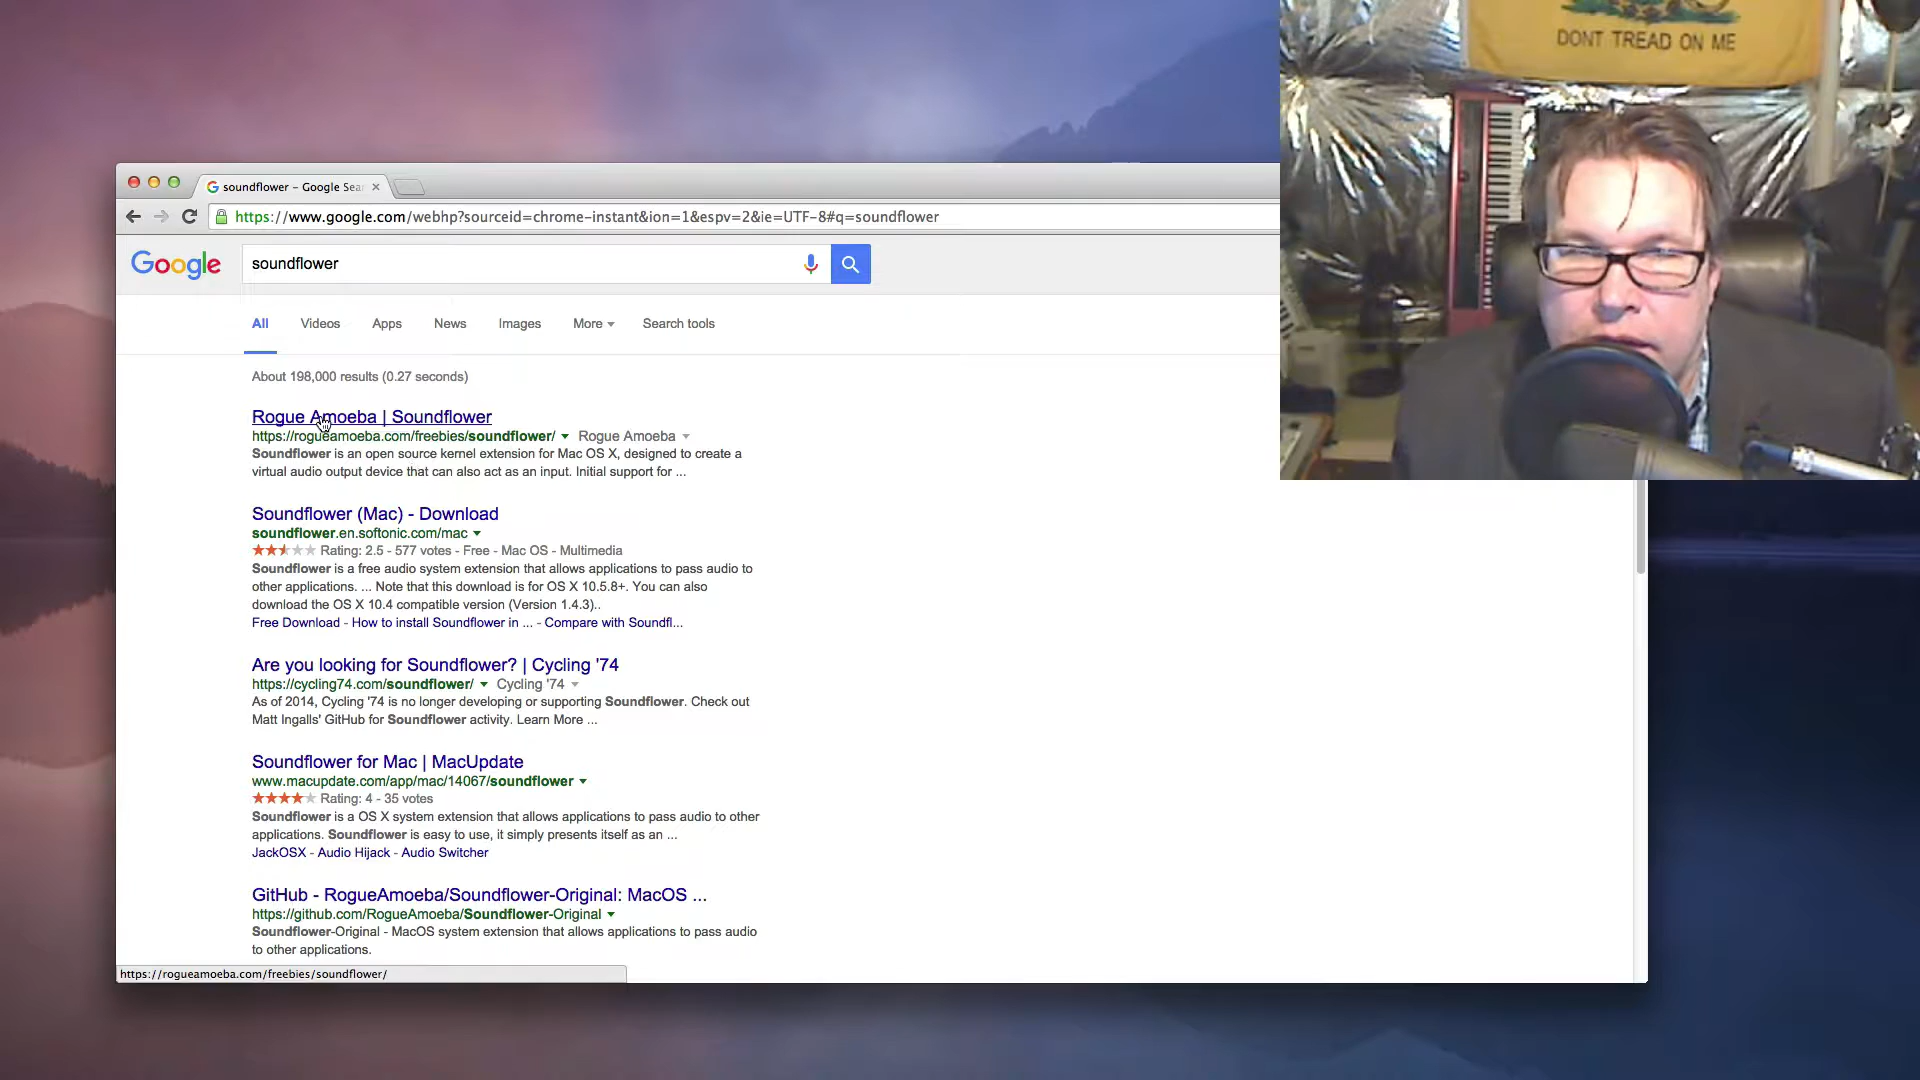 DONT TREAD ON ME
soundflower - Google Sea
https://www.google.com/webhp?sourceid=chrome-instant&ion=1&espv=2&ie=UTF-8#q=soundflower
Google
soundflower
All Videos Apps News Images More Search tools
About 198,000 results (0.27 seconds)
Rogue Amoeba | Soundflower
https://rogueamoeba.com/freebies/soundflower/ Rogue Amoeba
Soundflower is an open source kernel extension for Mac OS X, designed to create a
virtual audio output device that can also act as an input. Initial support for ...
Soundflower (Mac) - Download
soundflower.en.softonic.com/mac
Rating: 2.5 - 577 votes - Free - Mac OS - Multimedia
Soundflower is a free audio system extension that allows applications to pass audio to
other applications. ... Note that this download is for OS X 10.5.8+. You can also
download the OS X 10.4 compatible version (Version 1.4.3)..
Free Download - How to install Soundflower in ... - Compare with Soundfl...
Are you looking for Soundflower? | Cycling '74
https://cycling74.com/soundflower/ Cycling '74
As of 2014, Cycling '74 is no longer developing or supporting Soundflower. Check out
Matt Ingalls' GitHub for Soundflower activity. Learn More ...
Soundflower for Mac | MacUpdate
www.macupdate.com/app/mac/14067/soundflower
Rating: 4 - 35 votes
Soundflower is a OS X system extension that allows applications to pass audio to other
applications. Soundflower is easy to use, it simply presents itself as an ...
JackOSX - Audio Hijack - Audio Switcher
GitHub - RogueAmoeba/Soundflower-Original: MacOS ...
https://github.com/RogueAmoeba/Soundflower-Original
Soundflower-Original - MacOS system extension that allows applications to pass audio
to other applications.
https://rogueamoeba.com/freebies/soundflower/